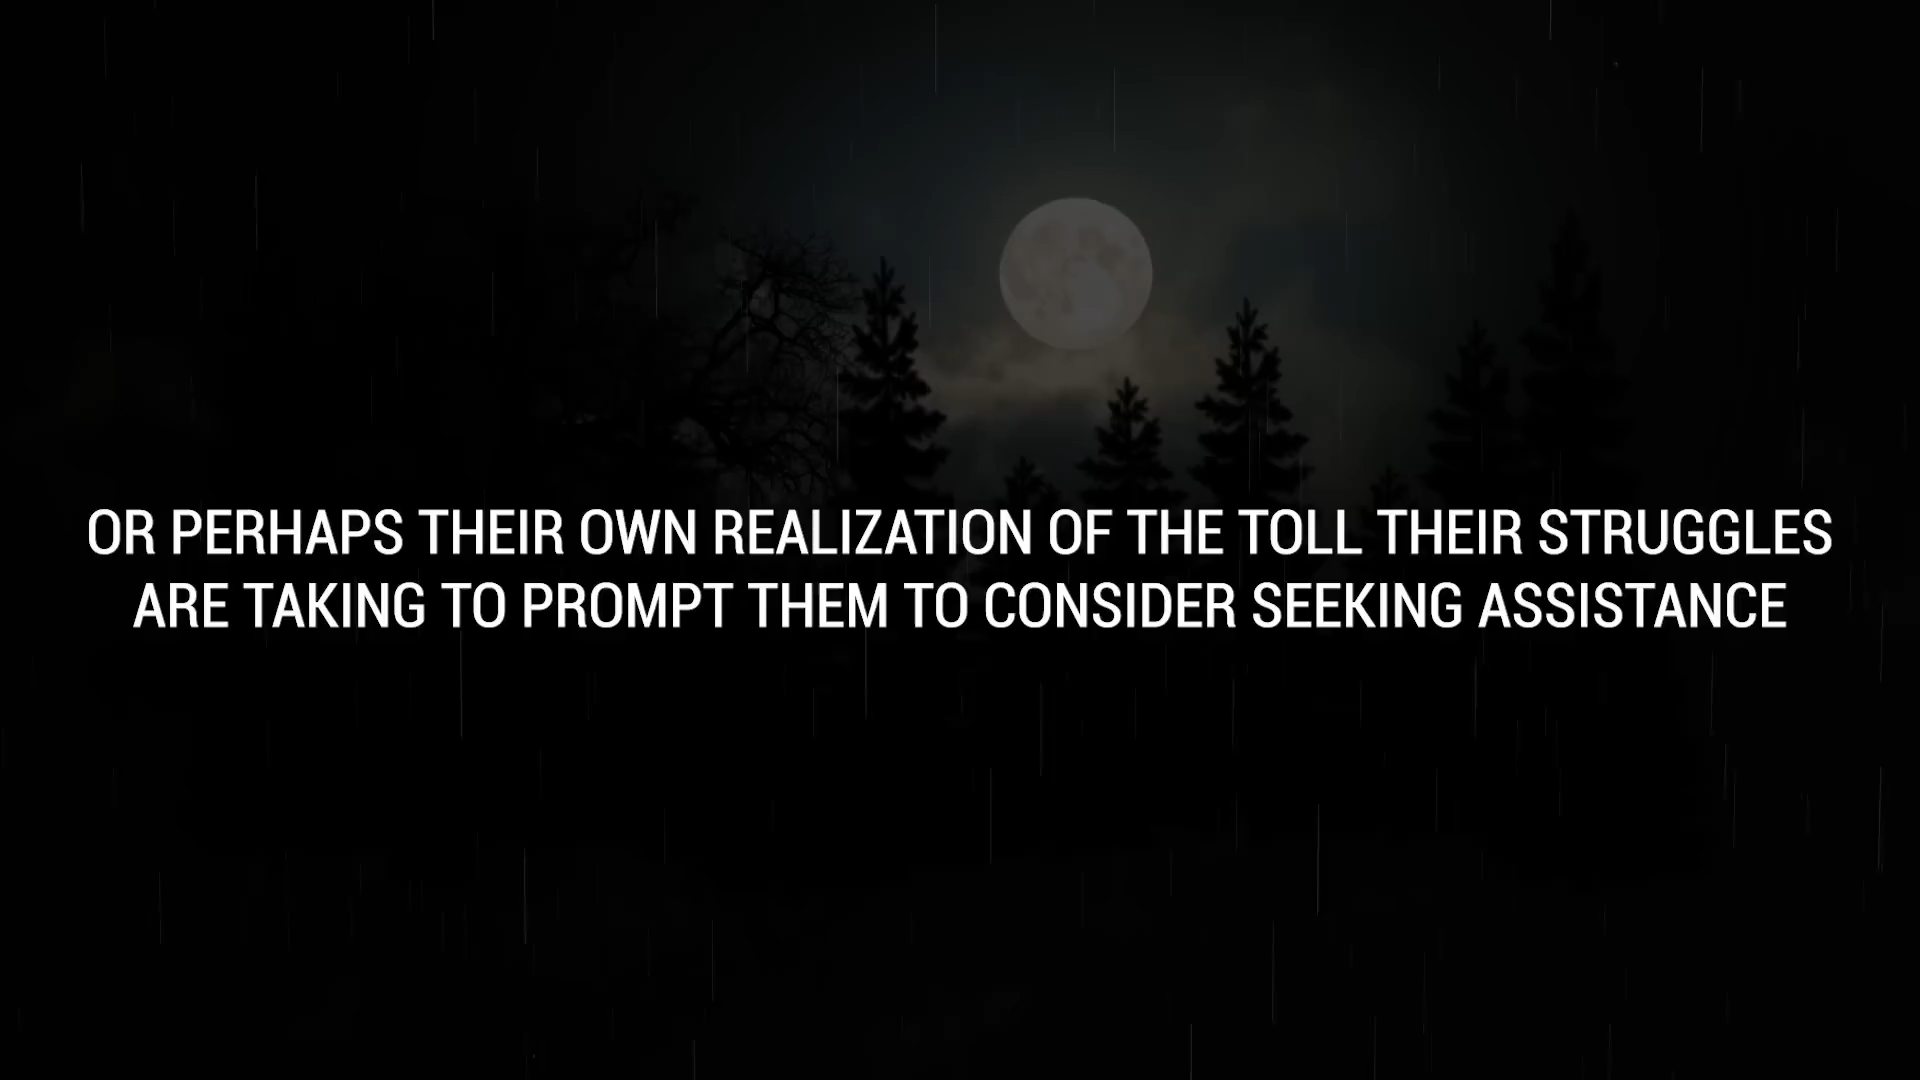 OR PERHAPS THEIR OWN REALIZATION OF THE TOLL THEIR STRUGGLES
ARE TAKING TO PROMPT THEM TO CONSIDER SEEKING ASSISTANCE